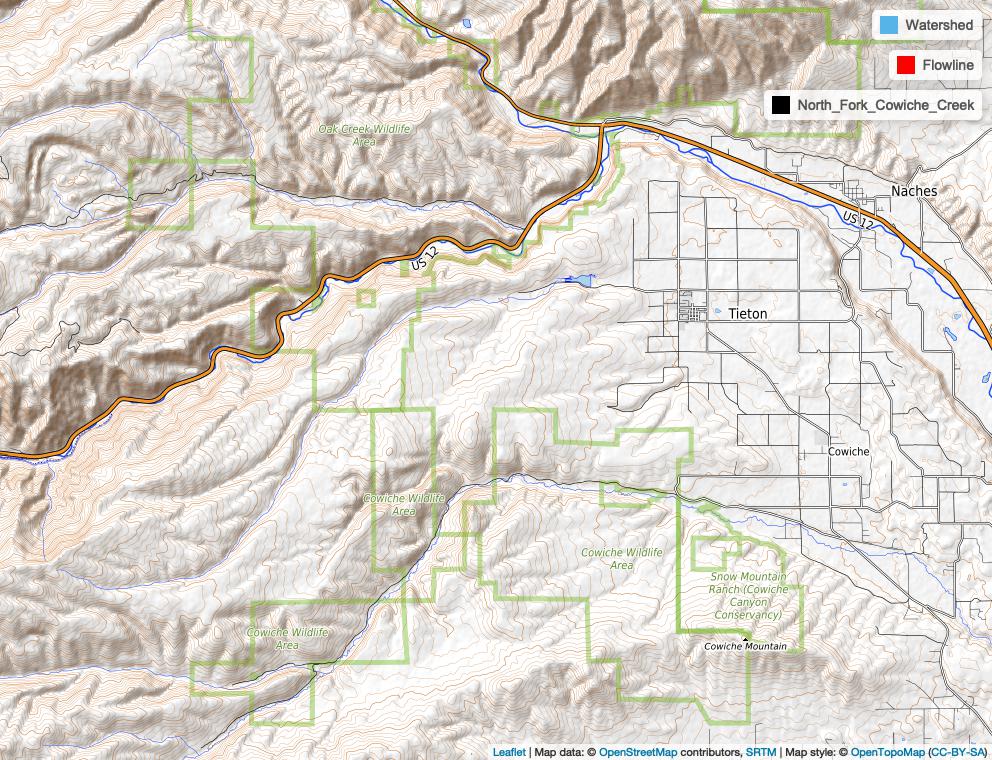 Watershed
Flowline
North_Fork_Cowiche_Creek
Oak Creek Wildlife
Area
Naches
US 12
US 12
Tieton
Cowiche
Cowiche Wildlife
Area
Cowiche Wildlife
Area
Snow Mountain
Ranch (Cowiche
Canyon
Conservancy)
Cowiche Wildlife
Area
Cowiche Mountain
Leaflet | Map data: © OpenStreetMap contributors, SRTM | Map style: © OpenTopoMap (CC-BY-SA)